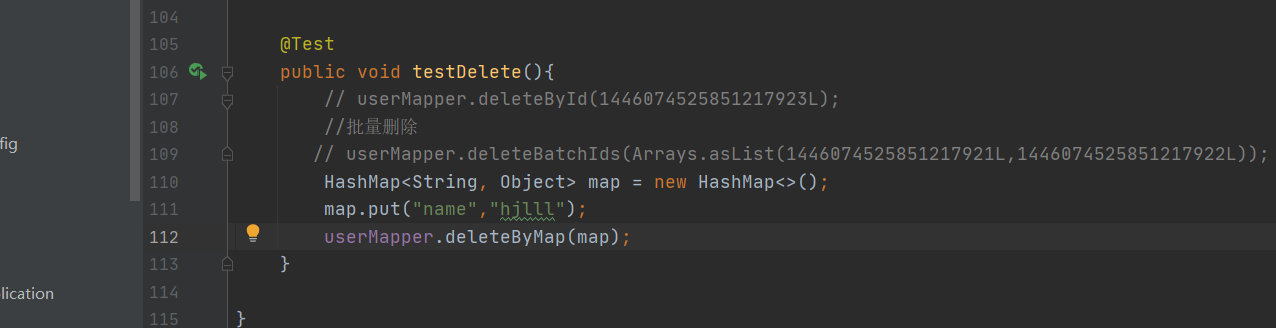 104
105 @Test
106 public void testDelete(){
fig
107 // userMapper.deleteById(1446074525851217923L);
108 //批量删除
109 // userMapper.deleteBatchIds(Arrays.asList(1446074525851217921L,1446074525851217922L));
110 HashMap<String, Object> map = new HashMap<>();
111 map.put("name","hjlll");
112 userMapper.deleteByMap(map);
113 }
lication
114
115 }